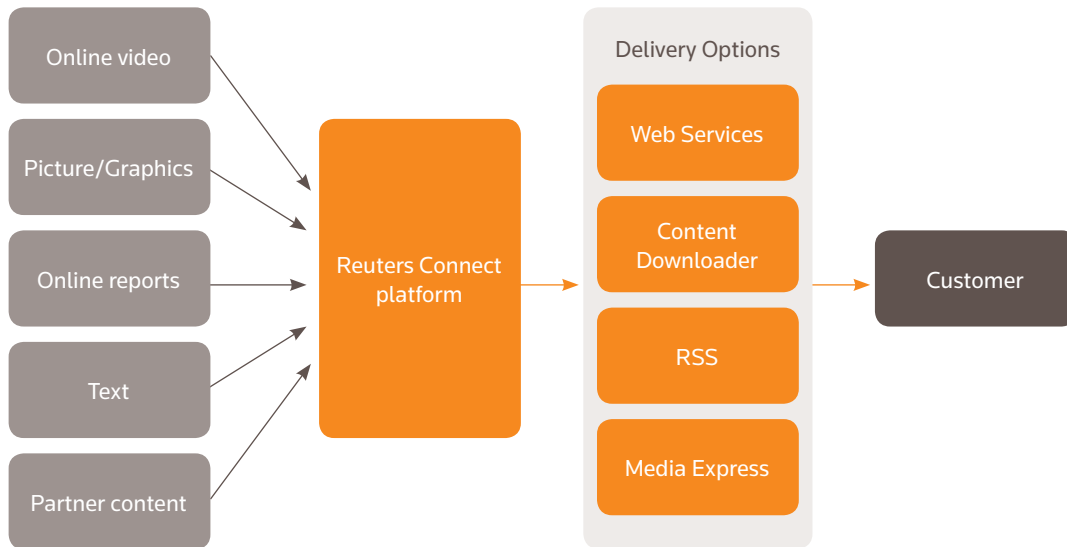 Online video
Picture/Graphics
Online reports
Text
Partner content
Reuters Connect
platform
Delivery Options
Web Services
Content
Downloader
RSS
Media Express
Customer